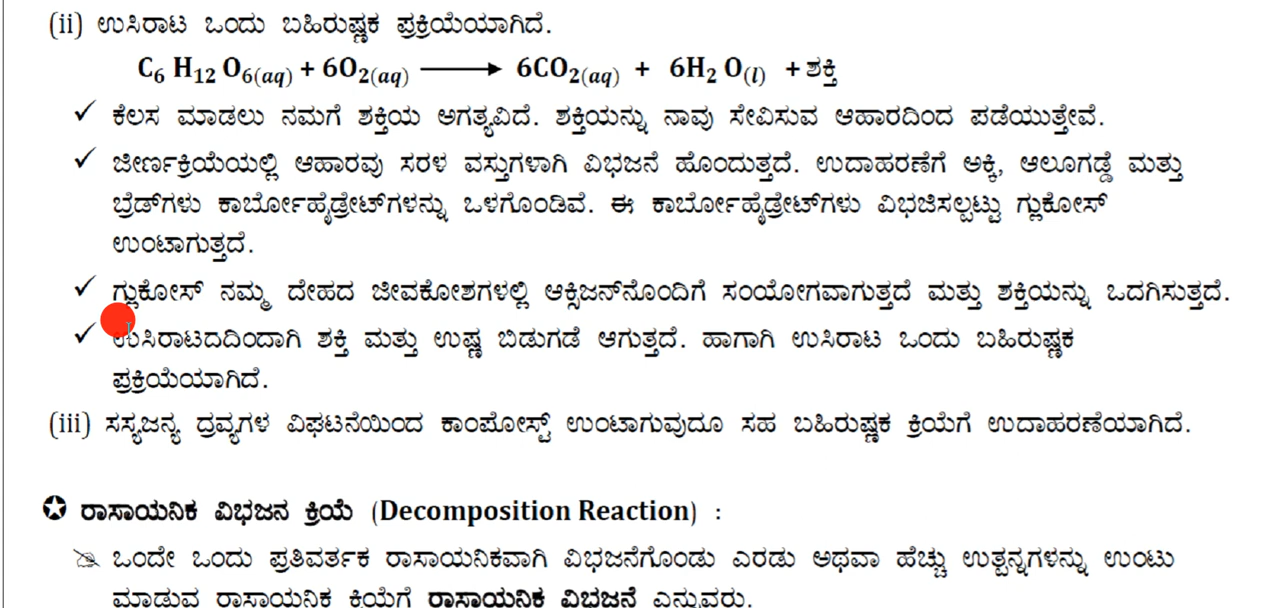 (ii) ಉಸಿರಾಟ ಒಂದು ಬಹಿರುಷ್ಣಕ ಪ್ರಕ್ರಿಯೆಯಾಗಿದೆ.
C₆ H₁₂ O₆(aq) + 6O₂(aq) ⟶ 6CO₂(aq) + 6H₂ O(l) + ಶಕ್ತಿ
✓ ಕೆಲಸ ಮಾಡಲು ನಮಗೆ ಶಕ್ತಿಯ ಅಗತ್ಯವಿದೆ. ಶಕ್ತಿಯನ್ನು ನಾವು ಸೇವಿಸುವ ಆಹಾರದಿಂದ ಪಡೆಯುತ್ತೇವೆ.
✓ ಜೀರ್ಣಕ್ರಿಯೆಯಲ್ಲಿ ಆಹಾರವು ಸರಳ ವಸ್ತುಗಳಾಗಿ ವಿಭಜನೆ ಹೊಂದುತ್ತದೆ. ಉದಾಹರಣೆಗೆ ಅಕ್ಕಿ, ಆಲೂಗಡ್ಡೆ ಮತ್ತು
ಬ್ರೆಡ್‌ಗಳು ಕಾರ್ಬೋಹೈಡ್ರೇಟ್‌ಗಳನ್ನು ಒಳಗೊಂಡಿವೆ. ಈ ಕಾರ್ಬೋಹೈಡ್ರೇಟ್‌ಗಳು ವಿಭಜಿಸಲ್ಪಟ್ಟು ಗ್ಲುಕೋಸ್
ಉಂಟಾಗುತ್ತದೆ.
✓ ಗ್ಲುಕೋಸ್ ನಮ್ಮ ದೇಹದ ಜೀವಕೋಶಗಳಲ್ಲಿ ಆಕ್ಸಿಜನ್‌ನೊಂದಿಗೆ ಸಂಯೋಗವಾಗುತ್ತದೆ ಮತ್ತು ಶಕ್ತಿಯನ್ನು ಒದಗಿಸುತ್ತದೆ.
✓ ಉಸಿರಾಟದದಿಂದಾಗಿ ಶಕ್ತಿ ಮತ್ತು ಉಷ್ಣ ಬಿಡುಗಡೆ ಆಗುತ್ತದೆ. ಹಾಗಾಗಿ ಉಸಿರಾಟ ಒಂದು ಬಹಿರುಷ್ಣಕ
ಪ್ರಕ್ರಿಯೆಯಾಗಿದೆ.
(iii) ಸಸ್ಯಜನ್ಯ ದ್ರವ್ಯಗಳ ವಿಘಟನೆಯಿಂದ ಕಾಂಪೋಸ್ಟ್ ಉಂಟಾಗುವುದೂ ಸಹ ಬಹಿರುಷ್ಣಕ ಕ್ರಿಯೆಗೆ ಉದಾಹರಣೆಯಾಗಿದೆ.
✪ ರಾಸಾಯನಿಕ ವಿಭಜನ ಕ್ರಿಯೆ (Decomposition Reaction) :
ಒಂದೇ ಒಂದು ಪ್ರತಿವರ್ತಕ ರಾಸಾಯನಿಕವಾಗಿ ವಿಭಜನೆಗೊಂಡು ಎರಡು ಅಥವಾ ಹೆಚ್ಚು ಉತ್ಪನ್ನಗಳನ್ನು ಉಂಟು
ಮಾಡುವ ರಾಸಾಯನಿಕ ಕ್ರಿಯೆಗೆ ರಾಸಾಯನಿಕ ವಿಭಜನೆ ಎನ್ನುವರು.